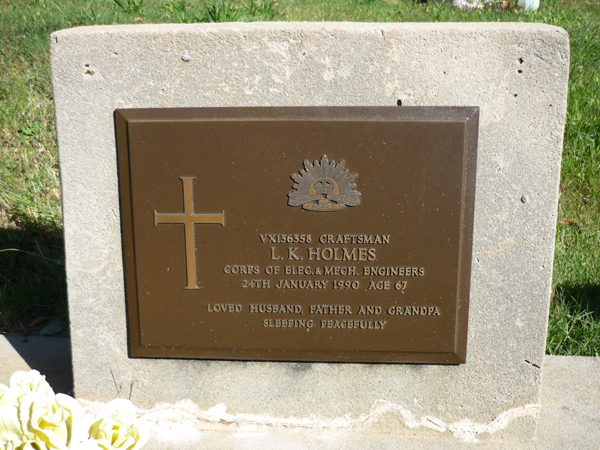 VX136358 CRAFTSMAN
L. K. HOLMES
CORPS OF ELEC. & MECH. ENGINEERS
24TH JANUARY 1990 AGE 67
LOVED HUSBAND, FATHER AND GRANDPA
SLEEPING PEACEFULLY